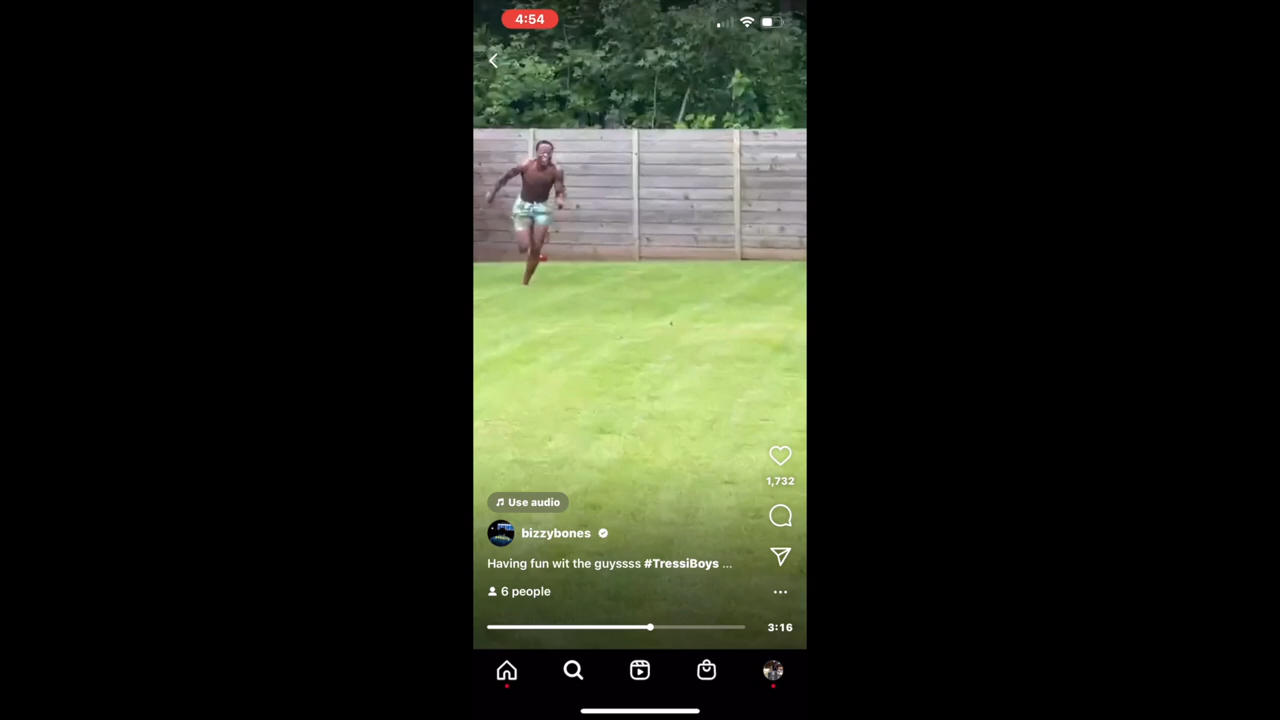 4:54
1,732
Use audio
bizzybones
Having fun wit the guyssss #TressiBoys ...
6 people
3:16